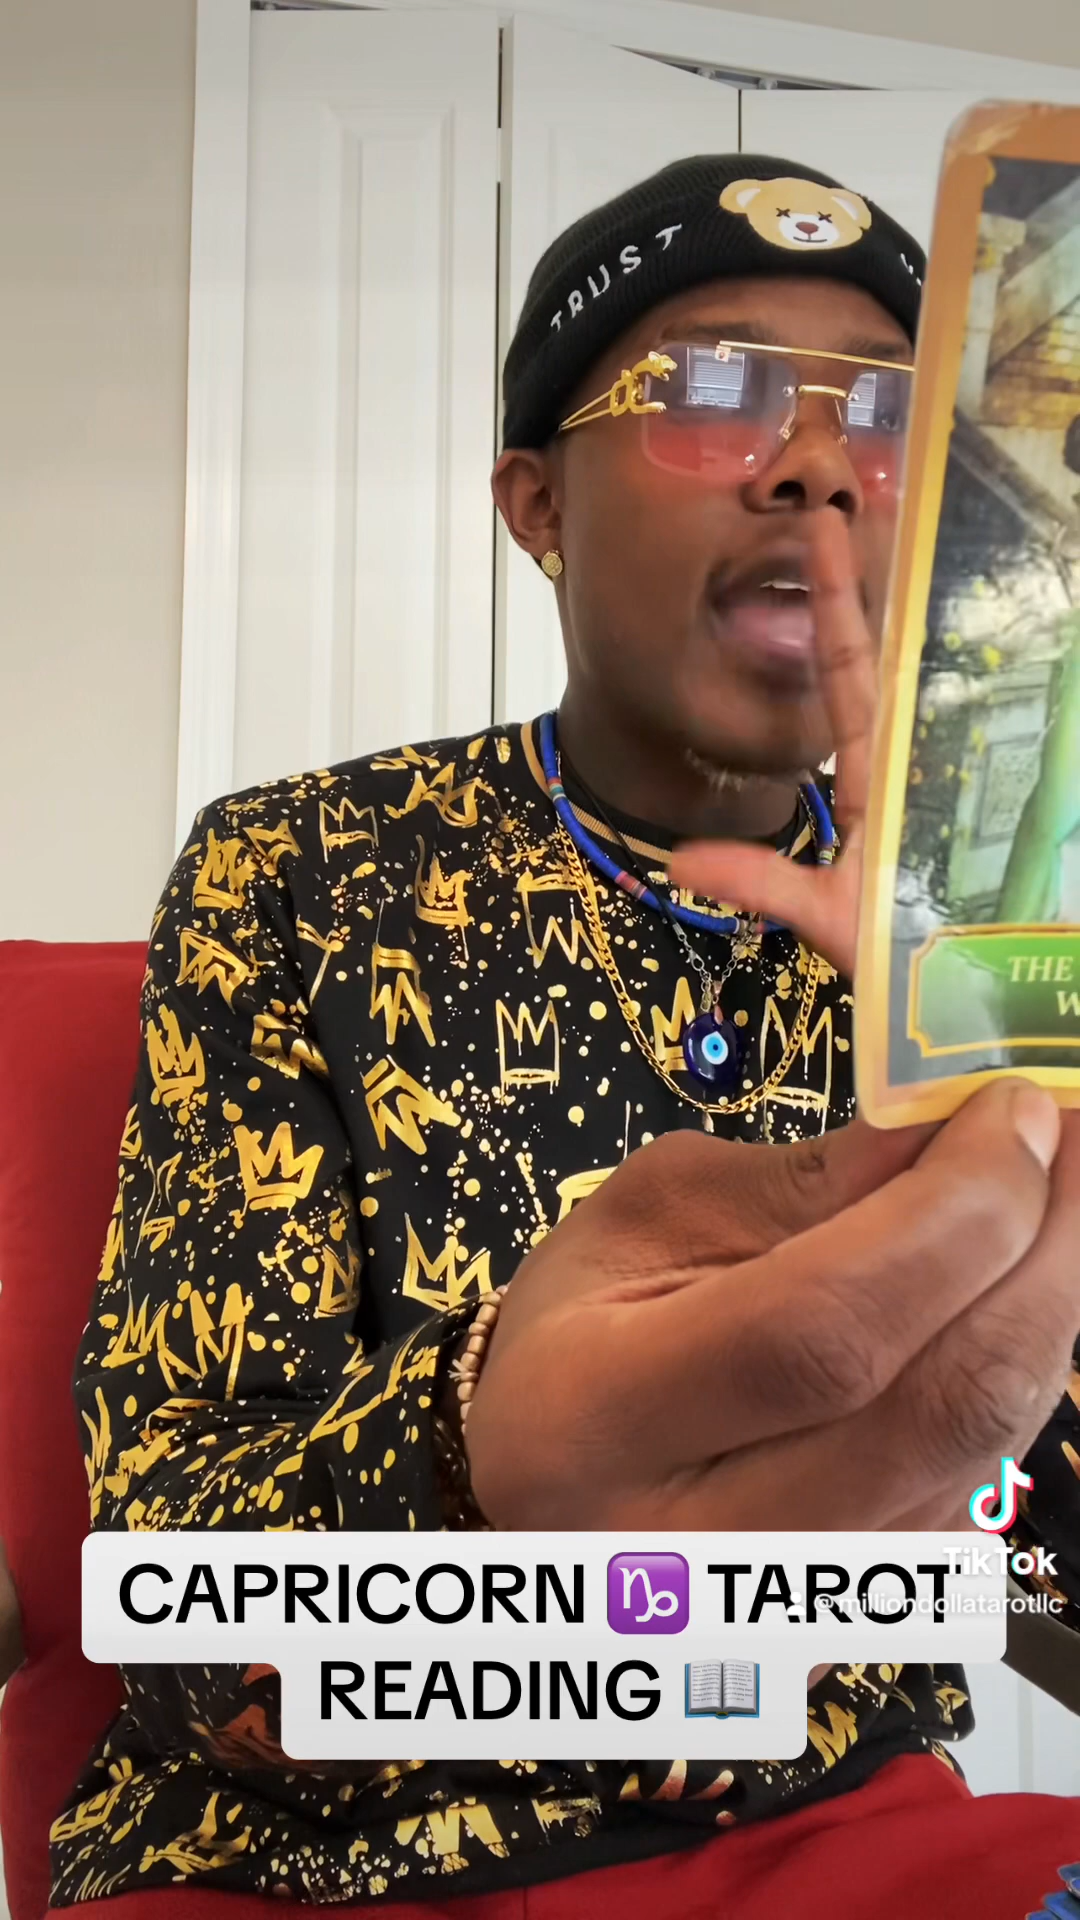 TRUST
THE
W
CAPRICORN ♑ TAROT
READING 📖
TikTok
@milliondollatarotllc